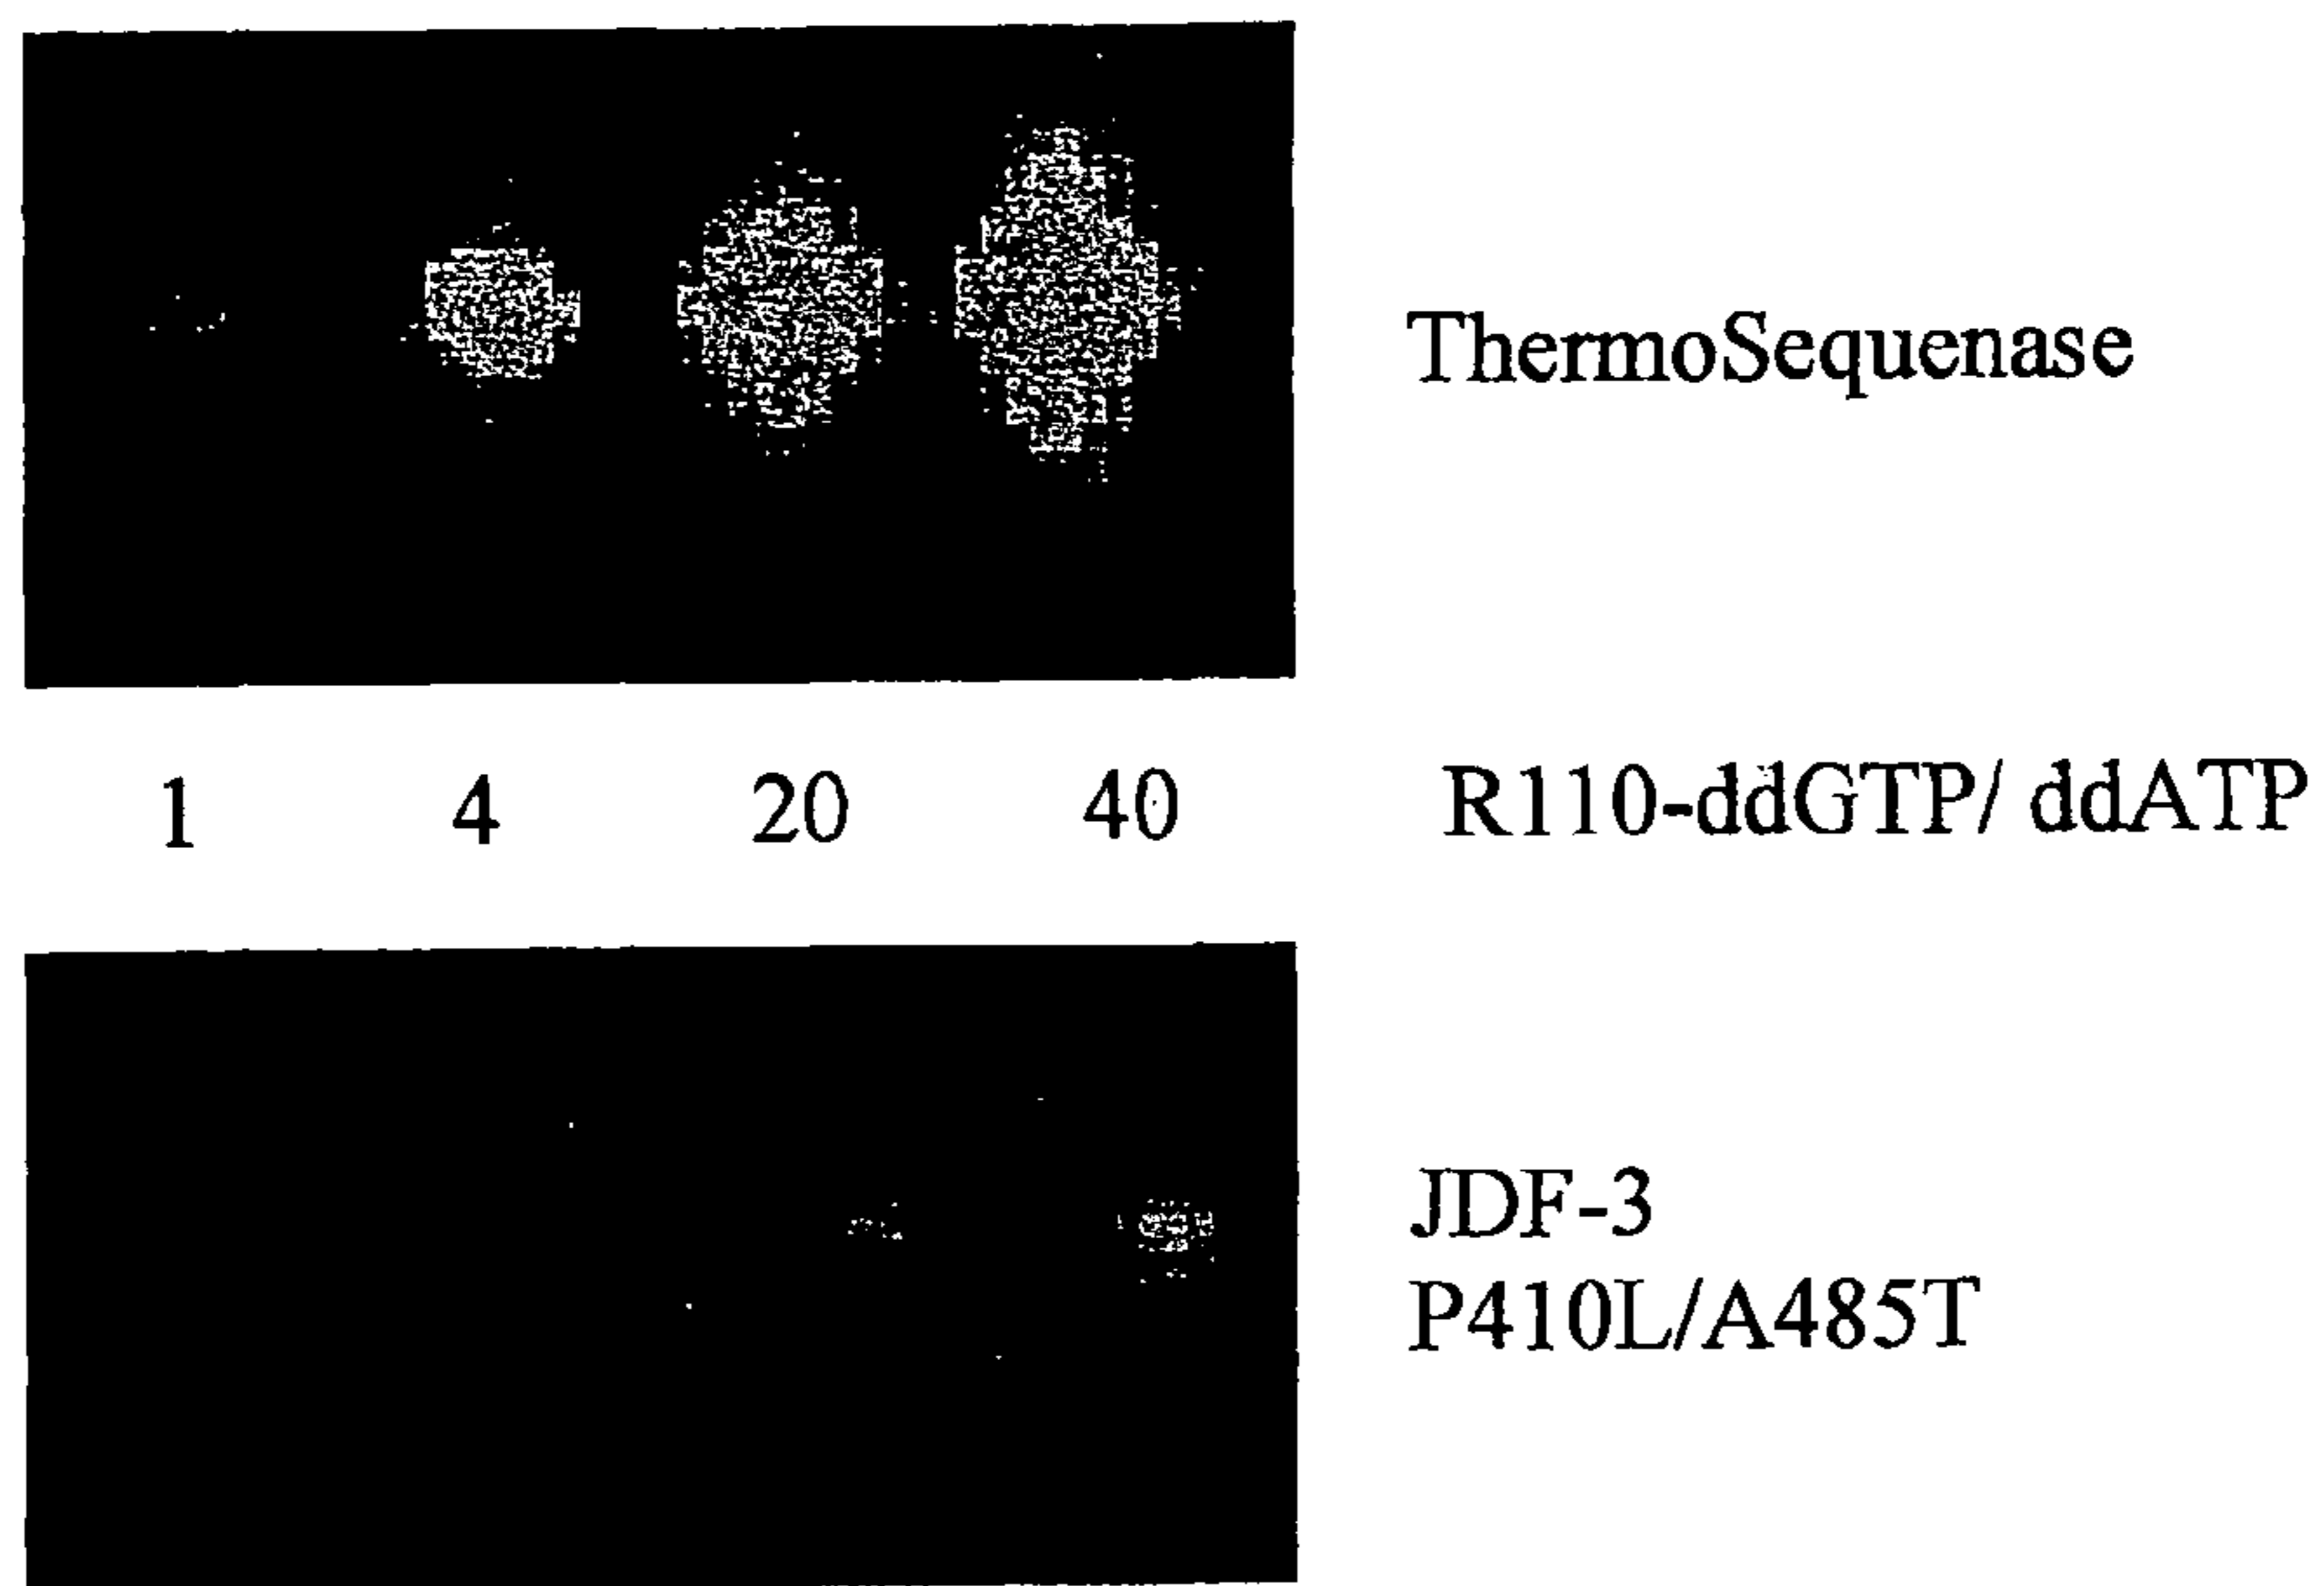 ThermoSequenase
1 4 20 40 R110-ddGTP/ ddATP
JDF-3
P410L/A485T